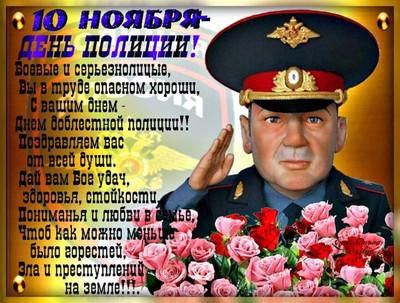 10 НОЯБРЯ-
ДЕНЬ ПОЛИЦИИ!
Боевые и серьезнолицые,
Вы в труде опасном хороши,
С вашим днем -
Днем доблестной полиции!!
Поздравляем вас
от всей души.
Дай вам Бог удач,
здоровья, стойкости,
Пониманья и любви в семье,
Чтоб как можно меньше
было горестей,
Зла и преступлений
на земле!!!.